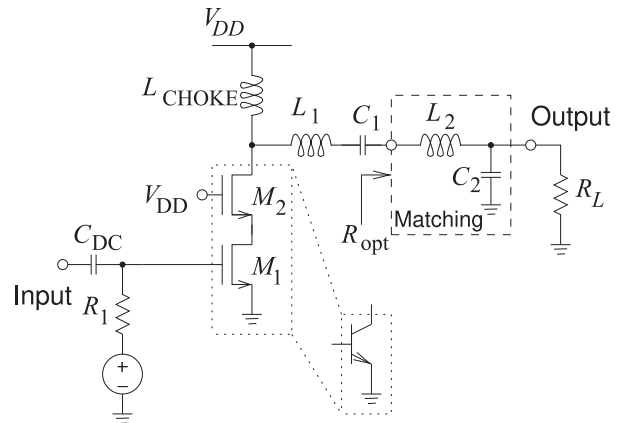 V_DD
L_CHOKE
L_1
C_1
L_2
Output
V_DD
M_2
C_2
R_L
R_opt
Matching
C_DC
M_1
Input
R_1
+
−